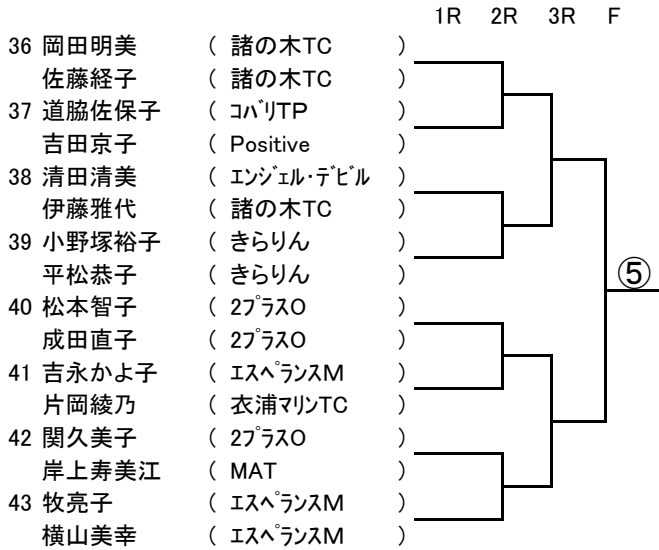 1R 2R 3R F
36 岡田明美 ( 諸の木TC )
佐藤経子 ( 諸の木TC )
37 道脇佐保子 ( コバリTP )
吉田京子 ( Positive )
38 清田清美 ( エンジェル・デビル )
伊藤雅代 ( 諸の木TC )
39 小野塚裕子 ( きらりん )
平松恭子 ( きらりん )
⑤
40 松本智子 ( 2プラスO )
成田直子 ( 2プラスO )
41 吉永かよ子 ( エスペランスM )
片岡綾乃 ( 衣浦マリンTC )
42 関久美子 ( 2プラスO )
岸上寿美江 ( MAT )
43 牧亮子 ( エスペランスM )
横山美幸 ( エスペランスM )